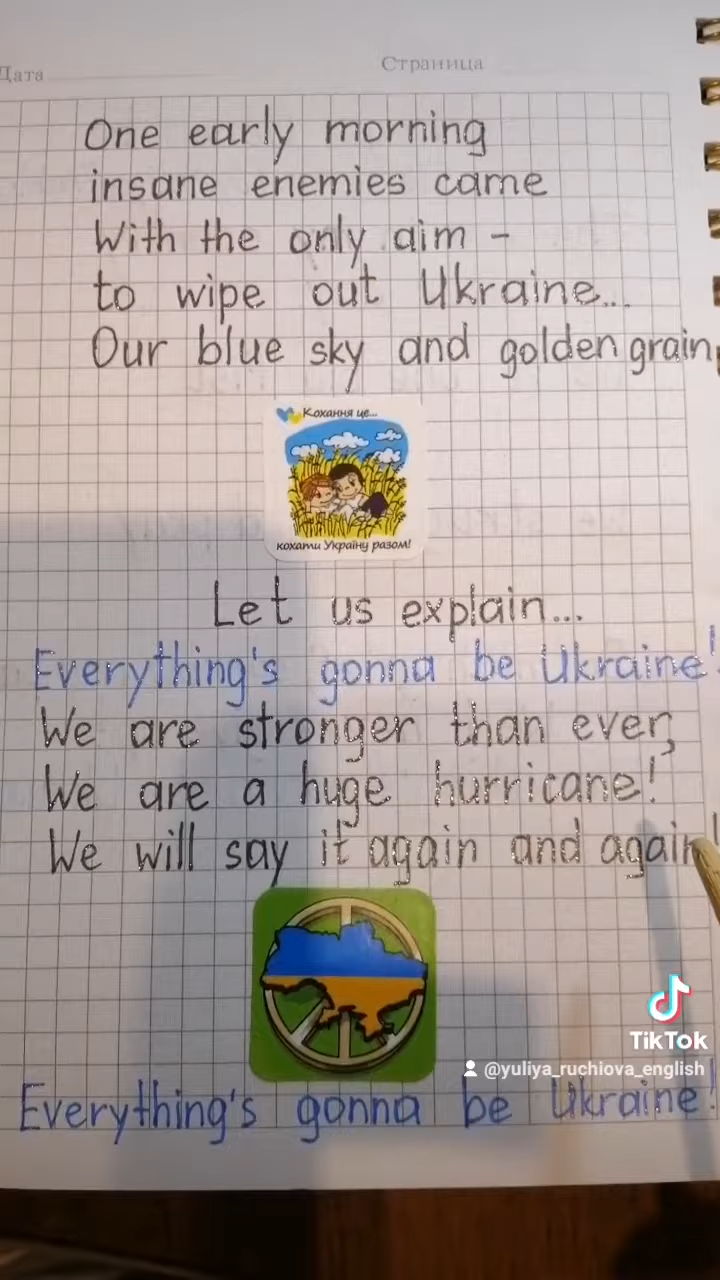 Дата Страница
One early morning
insane enemies came
With the only aim -
to wipe out Ukraine...
Our blue sky and golden grain
Кохання це...
кохати Україну разом!
Let us explain...
Everything's gonna be Ukraine!
We are stronger than ever,
We are a huge hurricane!
We will say it again and again!
TikTok
@yuliya_ruchiova_english
Everything's gonna be Ukraine!